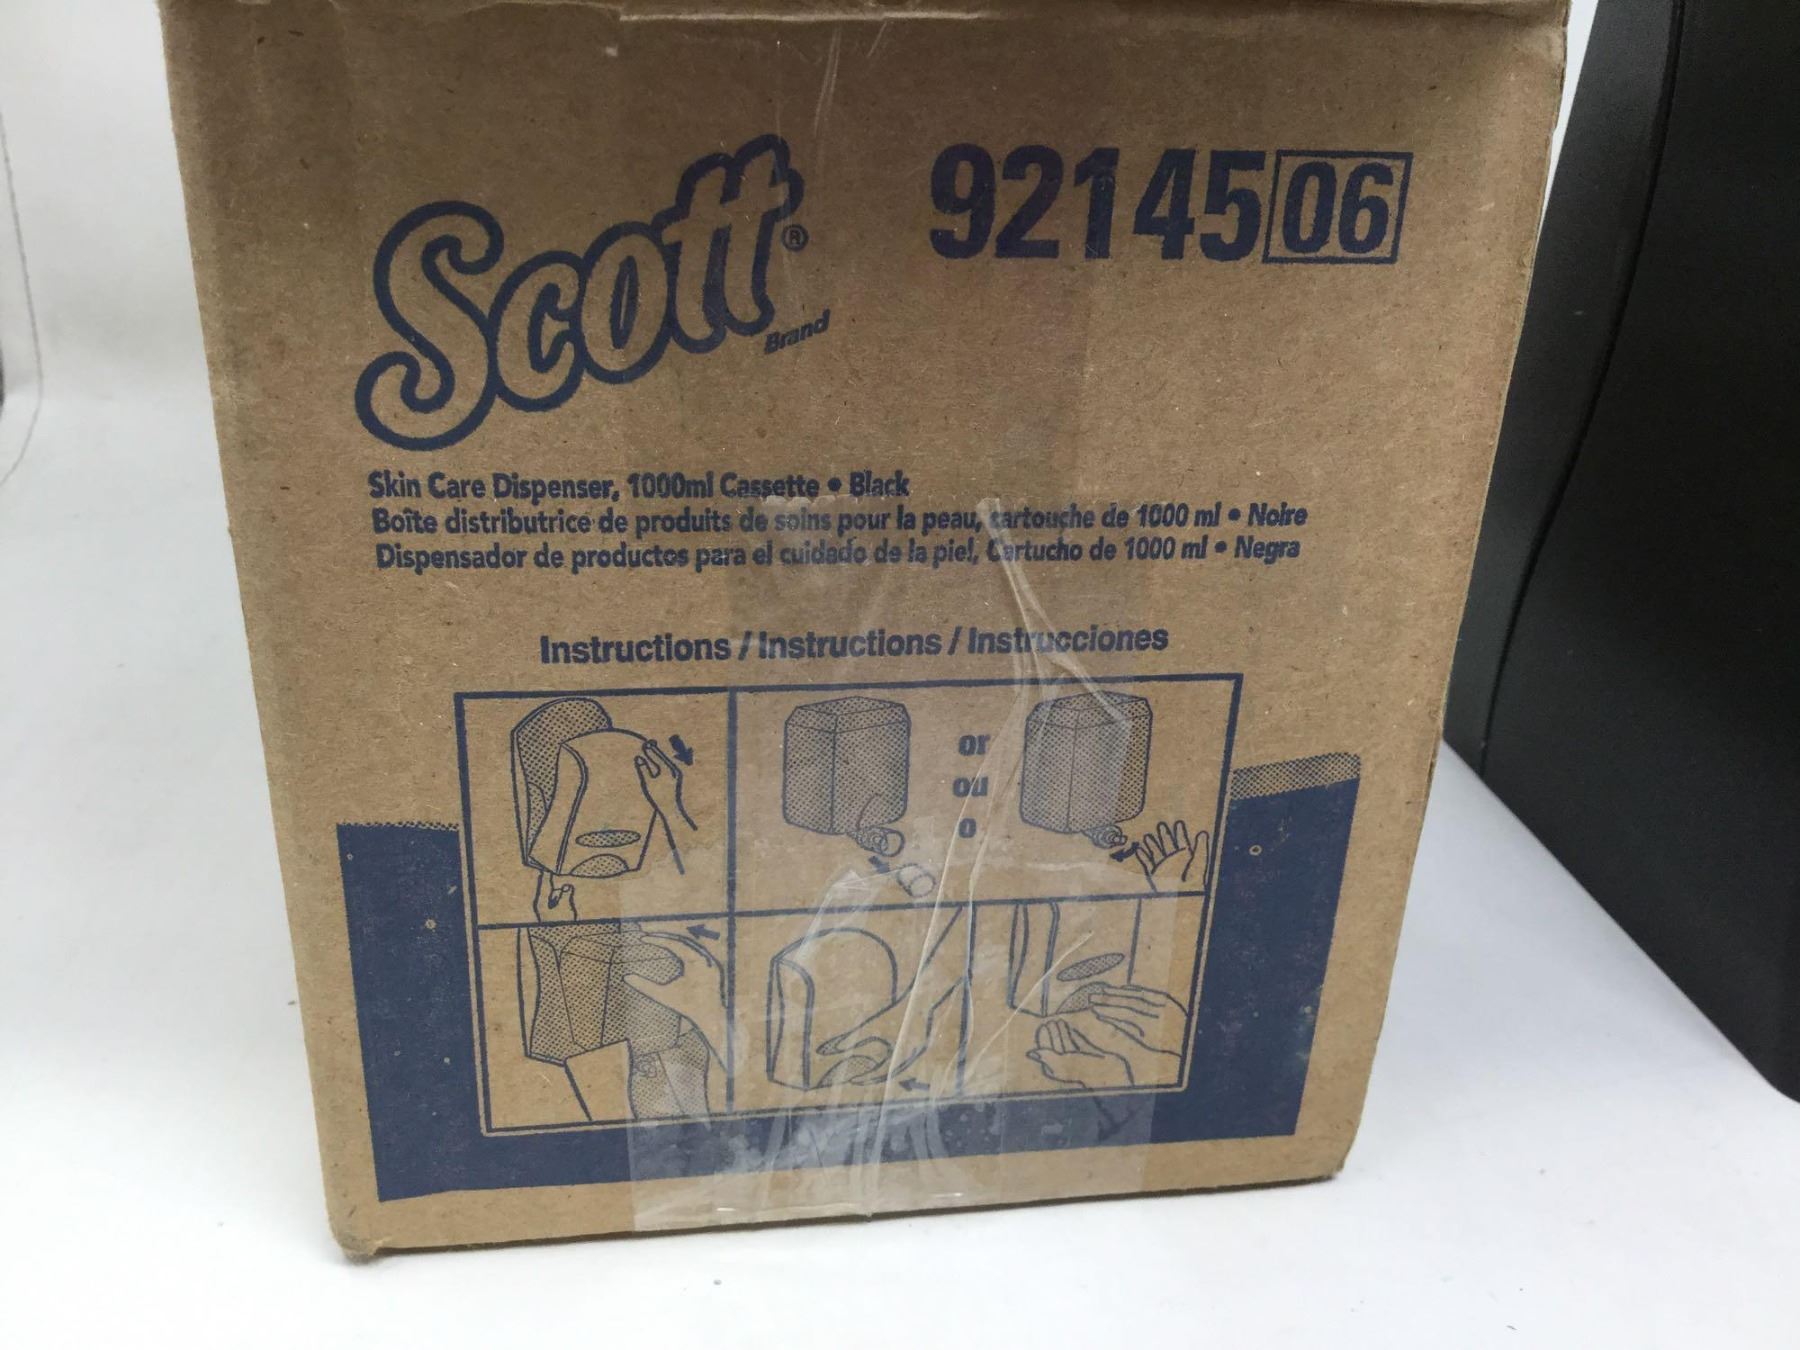 Scott®
Brand
92145 06
Skin Care Dispenser, 1000ml Cassette • Black
Boîte distributrice de produits de soins pour la peau, cartouche de 1000 ml • Noire
Dispensador de productos para el cuidado de la piel, Cartucho de 1000 ml • Negra
Instructions / Instructions / Instrucciones
or
ou
o